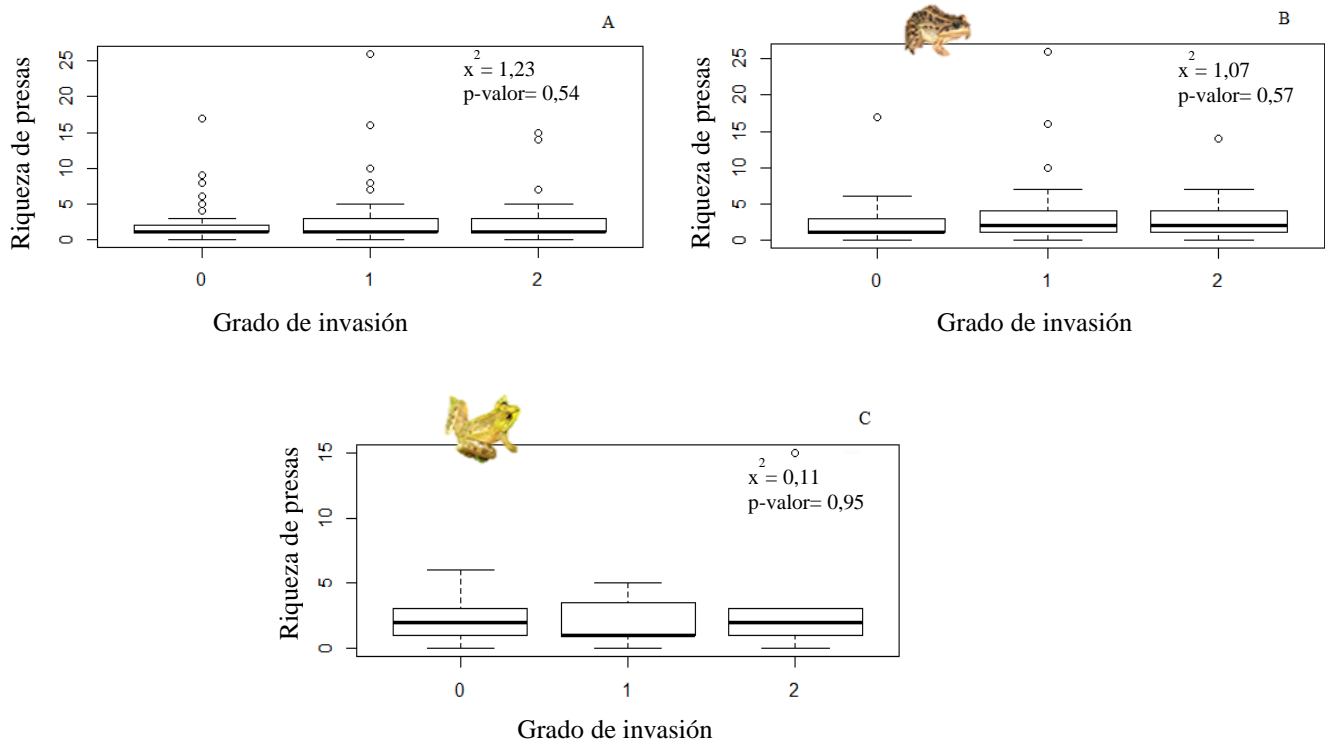 A
Riqueza de presas
25
20
15
10
5
0
x2 = 1,23
p-valor= 0,54
0 1 2
Grado de invasión
B
Riqueza de presas
25
20
15
10
5
0
x2 = 1,07
p-valor= 0,57
0 1 2
Grado de invasión
C
Riqueza de presas
15
10
5
0
x2 = 0,11
p-valor= 0,95
0 1 2
Grado de invasión